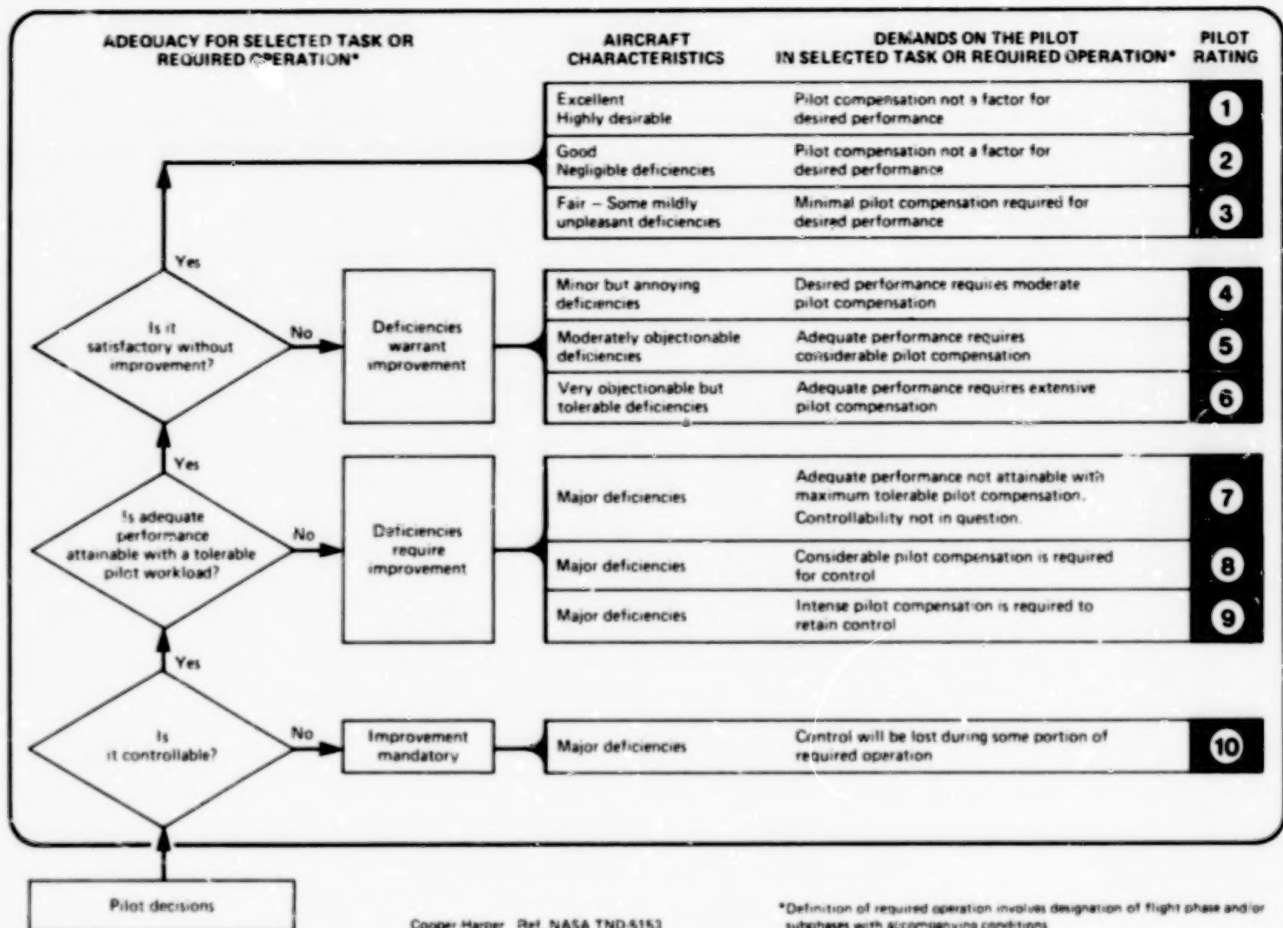 ADEQUACY FOR SELECTED TASK OR
REQUIRED OPERATION*
AIRCRAFT
CHARACTERISTICS
DEMANDS ON THE PILOT
IN SELECTED TASK OR REQUIRED OPERATION*
PILOT
RATING
Excellent
Highly desirable
Pilot compensation not a factor for
desired performance
1
Good
Negligible deficiencies
Pilot compensation not a factor for
desired performance
2
Fair – Some mildly
unpleasant deficiencies
Minimal pilot compensation required for
desired performance
3
Yes
Is it
satisfactory without
improvement?
No
Deficiencies
warrant
improvement
Minor but annoying
deficiencies
Desired performance requires moderate
pilot compensation
4
Moderately objectionable
deficiencies
Adequate performance requires
considerable pilot compensation
5
Very objectionable but
tolerable deficiencies
Adequate performance requires extensive
pilot compensation
6
Yes
Is adequate
performance
attainable with a tolerable
pilot workload?
No
Deficiencies
require
improvement
Major deficiencies
Adequate performance not attainable with
maximum tolerable pilot compensation.
Controllability not in question.
7
Major deficiencies
Considerable pilot compensation is required
for control
8
Major deficiencies
Intense pilot compensation is required to
retain control
9
Yes
Is
it controllable?
No
Improvement
mandatory
Major deficiencies
Control will be lost during some portion of
required operation
10
Pilot decisions
Cooper-Harper Ref. NASA TND-5153
*Definition of required operation involves designation of flight phase and/or
subphases with accompanying conditions.